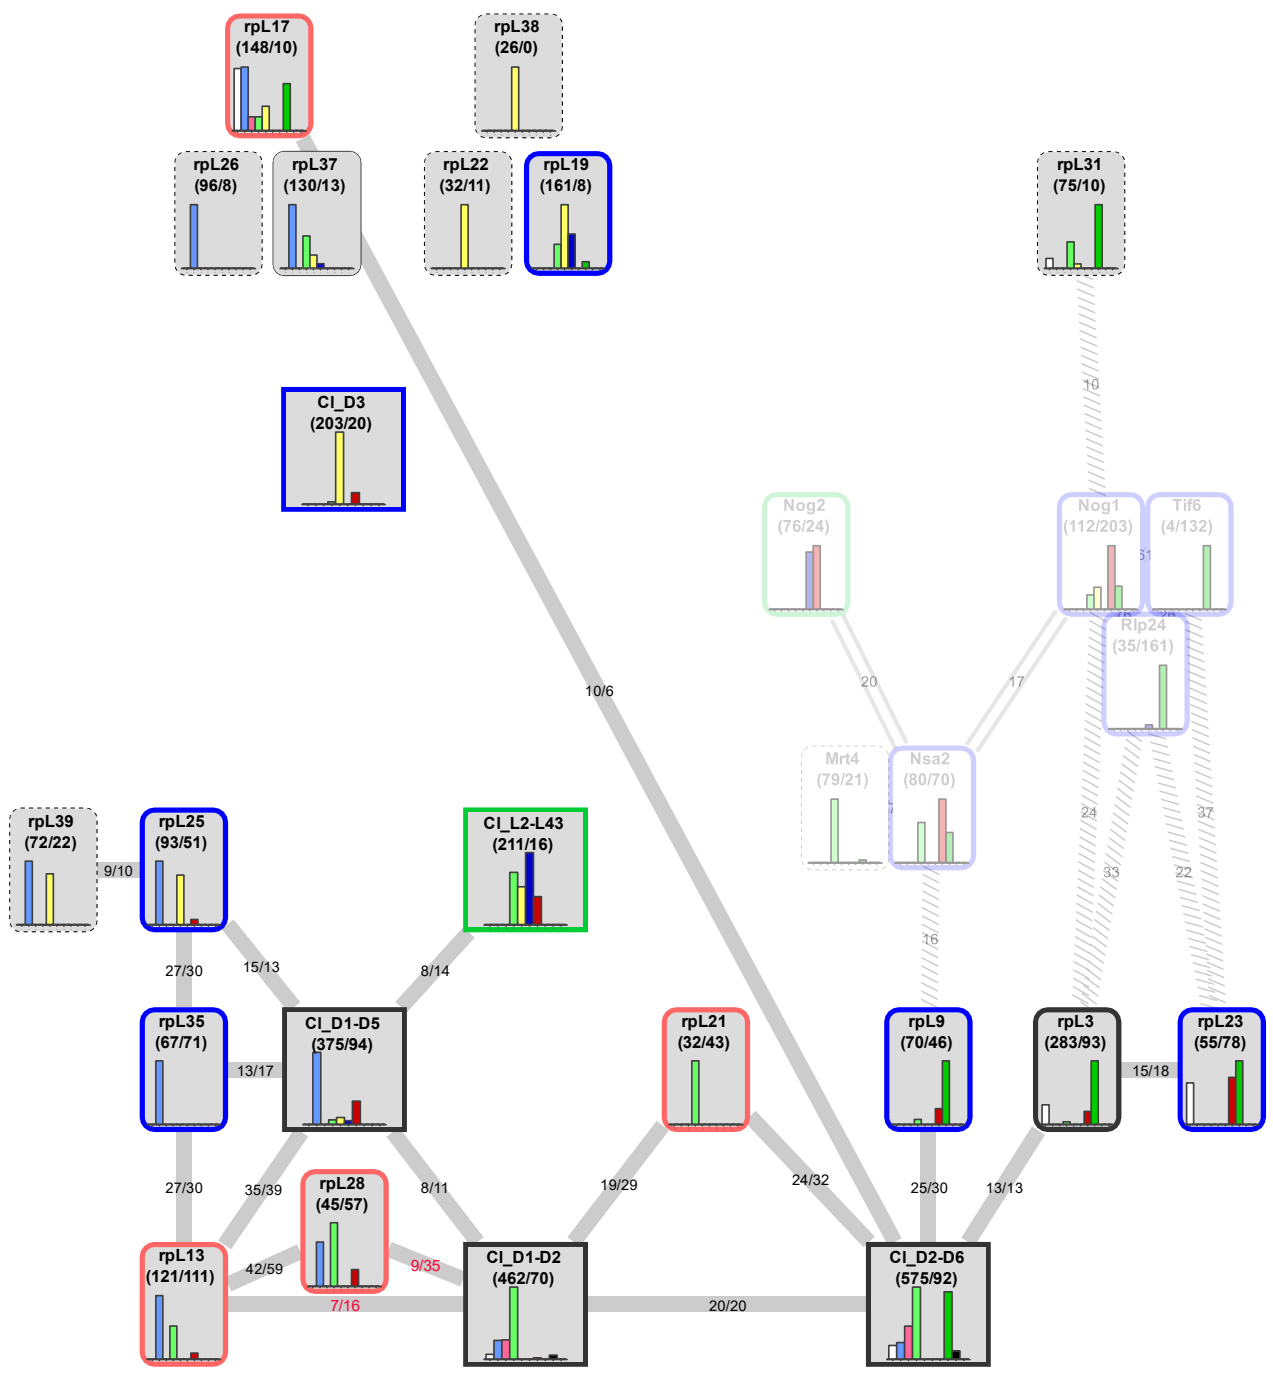 rpL17
(148/10)
rpL38
(26/0)
rpL26
(96/8)
rpL37
(130/13)
rpL22
(32/11)
rpL19
(161/8)
rpL31
(75/10)
10
Cl_D3
(203/20)
Nog2
(76/24)
Nog1
(112/203)
61
Tif6
(4/132)
Rlp24
(35/161)
10/6
20
17
Mrt4
(79/21)
Nsa2
(80/70)
24
37
33
22
16
rpL39
(72/22)
9/10
rpL25
(93/51)
Cl_L2-L43
(211/16)
27/30
15/13
8/14
rpL35
(67/71)
13/17
Cl_D1-D5
(375/94)
rpL21
(32/43)
rpL9
(70/46)
rpL3
(283/93)
15/18
rpL23
(55/78)
27/30
35/39
rpL28
(45/57)
8/11
19/29
24/32
25/30
13/13
rpL13
(121/111)
42/59
9/35
7/16
Cl_D1-D2
(462/70)
20/20
Cl_D2-D6
(575/92)